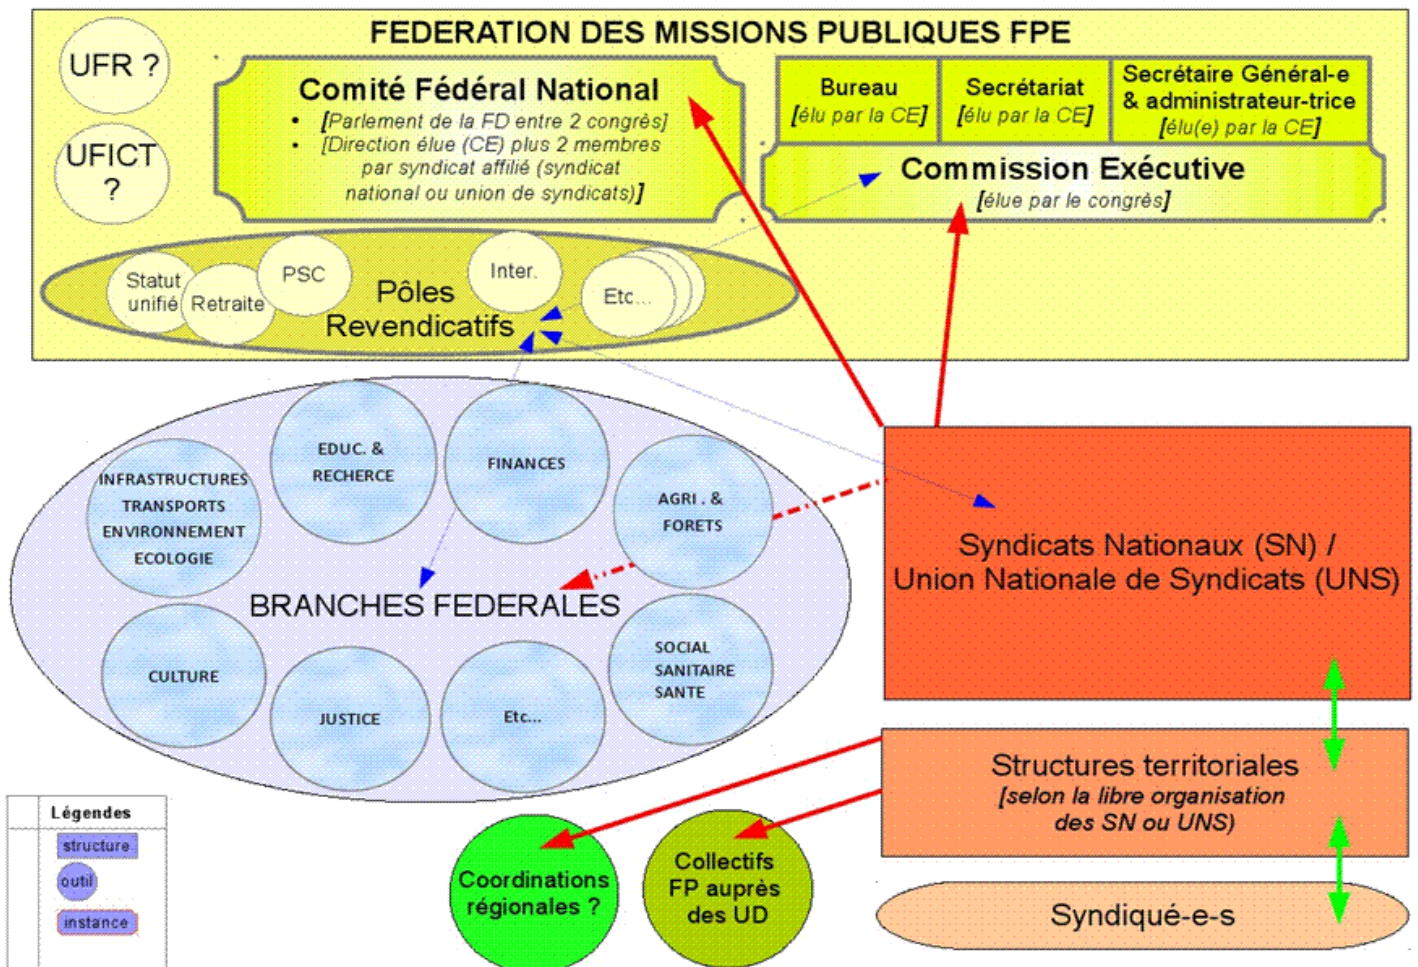 FEDERATION DES MISSIONS PUBLIQUES FPE
UFR ?
UFICT
?
Comité Fédéral National
• [Parlement de la FD entre 2 congrès]
• [Direction élue (CE) plus 2 membres
par syndicat affilié (syndicat
national ou union de syndicats)]
Bureau
[élu par la CE]
Secrétariat
[élu par la CE]
Secrétaire Général-e
& administrateur-trice
[élu(e) par la CE]
Commission Exécutive
[élue par le congrès]
Statut
unifié
Retraite
PSC
Pôles
Revendicatifs
Inter.
Etc...
INFRASTRUCTURES
TRANSPORTS
ENVIRONNEMENT
ECOLOGIE
EDUC. &
RECHERCE
FINANCES
AGRI . &
FORETS
BRANCHES FEDERALES
CULTURE
JUSTICE
Etc...
SOCIAL
SANITAIRE
SANTE
Syndicats Nationaux (SN) /
Union Nationale de Syndicats (UNS)
Structures territoriales
[selon la libre organisation
des SN ou UNS)
Syndiqué-e-s
Coordinations
régionales ?
Collectifs
FP auprès
des UD
Légendes
structure
outil
instance